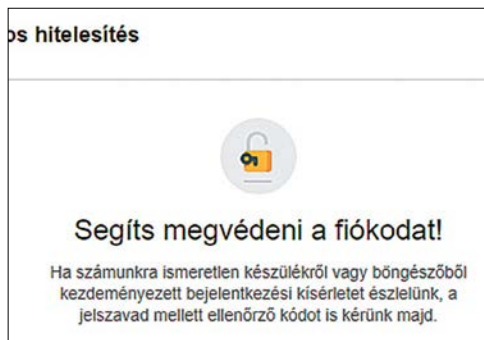 os hitelesítés
Segíts megvédeni a fiókodat!
Ha számunkra ismeretlen készülékről vagy böngészőből
kezdeményezett bejelentkezési kísérletet észlelünk, a
jelszavad mellett ellenőrző kódot is kérünk majd.